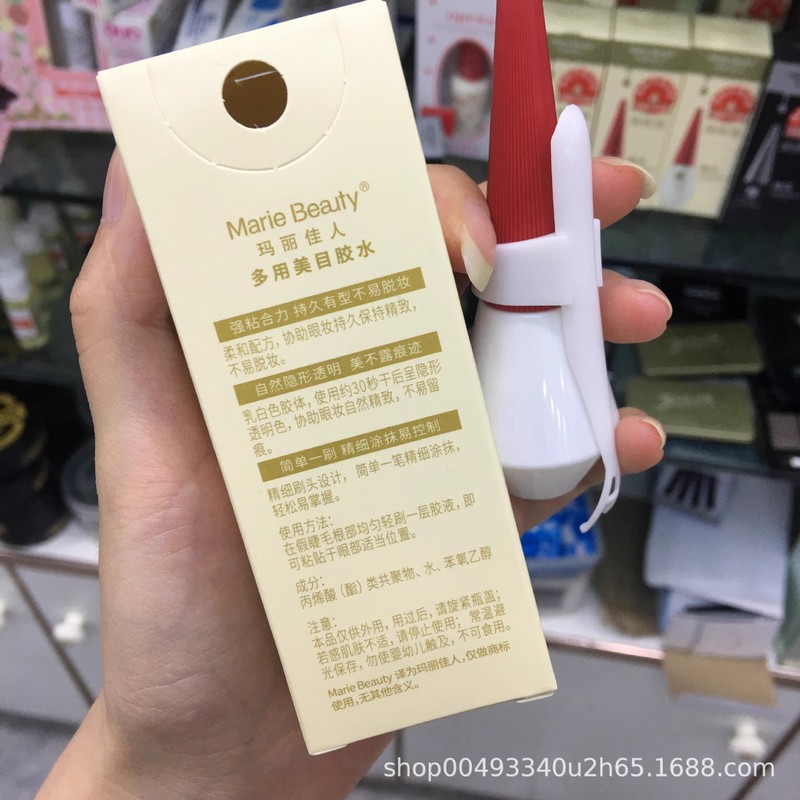 Marie Beauty®
玛丽佳人
多用美目胶水
强粘合力 持久有型不易脱妆
柔和配方，协助眼妆持久保持精致，
不易脱妆。
自然隐形透明 美不露痕迹
乳白色胶体，使用约30秒干后呈隐形
透明色，协助眼妆自然精致，不易留
痕。
简单一刷 精细涂抹易控制
精细刷头设计，简单一笔精细涂抹，
轻松易掌握。
使用方法：
在假睫毛根部均匀轻刷一层胶液，即
可粘贴于眼部适当位置。
成分：
丙烯酸（酯）类共聚物、水、苯氧乙醇
注意：
本品仅供外用，用过后，请旋紧瓶盖；
若感肌肤不适，请停止使用；常温避
光保存，勿使婴幼儿触及，不可食用。
Marie Beauty 译为玛丽佳人，仅做商标
使用，无其他含义。
shop00493340u2h65.1688.com